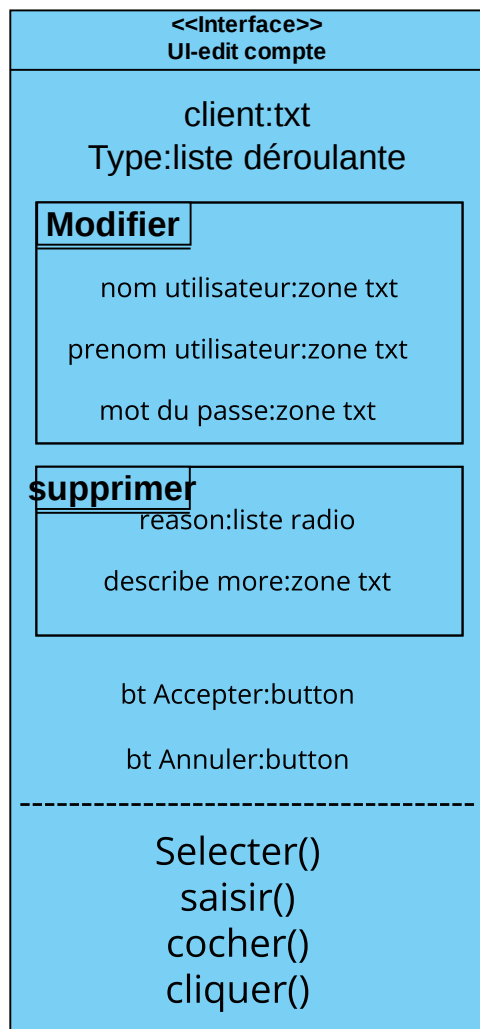 <<Interface>>
UI-edit compte
client:txt
Type:liste déroulante
Modifier
nom utilisateur:zone txt
prenom utilisateur:zone txt
mot du passe:zone txt
supprimer
reason:liste radio
describe more:zone txt
bt Accepter:button
bt Annuler:button
Selecter()
saisir()
cocher()
cliquer()